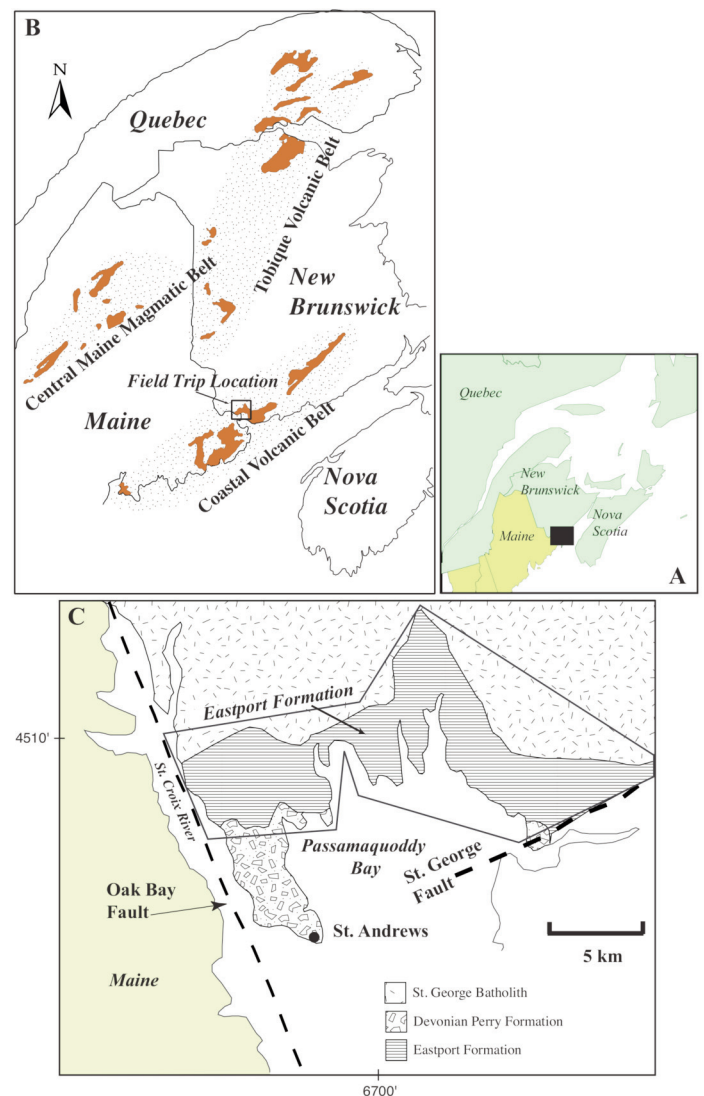 B
N
Quebec
Tobique Volcanic Belt
Central Maine Magmatic Belt
New
Brunswick
Field Trip Location
Maine
Coastal Volcanic Belt
Nova
Scotia
Quebec
New
Brunswick
Nova
Scotia
Maine
A
C
Eastport Formation
4510'
St. Croix River
Passamaquoddy
Bay
St. George
Fault
Oak Bay
Fault
St. Andrews
5 km
Maine
St. George Batholith
Devonian Perry Formation
Eastport Formation
6700'